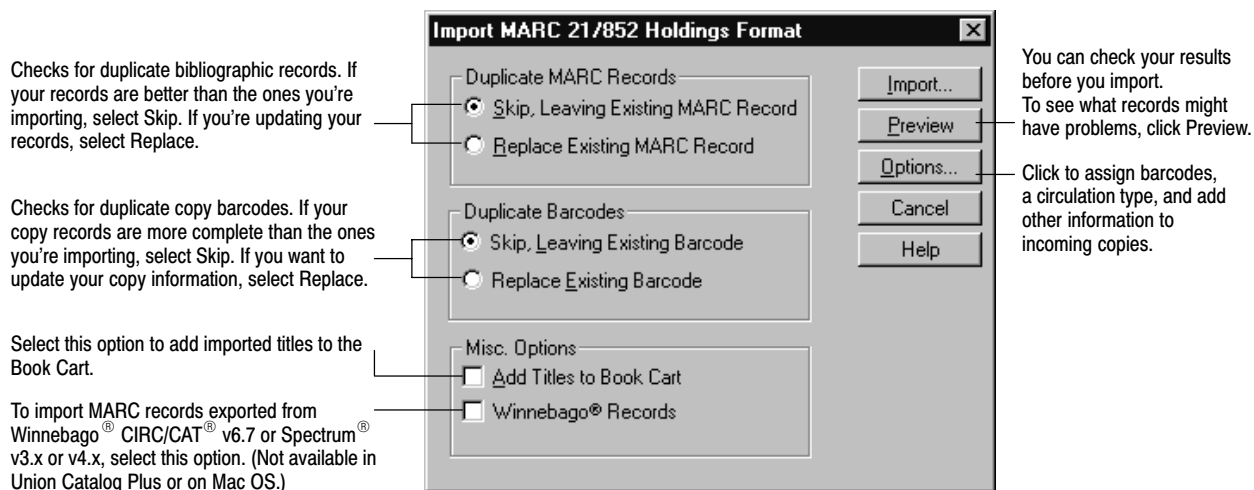 Checks for duplicate bibliographic records. If
your records are better than the ones you're
importing, select Skip. If you're updating your
records, select Replace.
Checks for duplicate copy barcodes. If your
copy records are more complete than the ones
you're importing, select Skip. If you want to
update your copy information, select Replace.
Select this option to add imported titles to the
Book Cart.
To import MARC records exported from
Winnebago® CIRC/CAT® v6.7 or Spectrum®
v3.x or v4.x, select this option. (Not available in
Union Catalog Plus or on Mac OS.)
Import MARC 21/852 Holdings Format
Duplicate MARC Records
Skip, Leaving Existing MARC Record
Replace Existing MARC Record
Duplicate Barcodes
Skip, Leaving Existing Barcode
Replace Existing Barcode
Misc. Options
Add Titles to Book Cart
Winnebago® Records
Import...
Preview
Options...
Cancel
Help
You can check your results
before you import.
To see what records might
have problems, click Preview.
Click to assign barcodes,
a circulation type, and add
other information to
incoming copies.